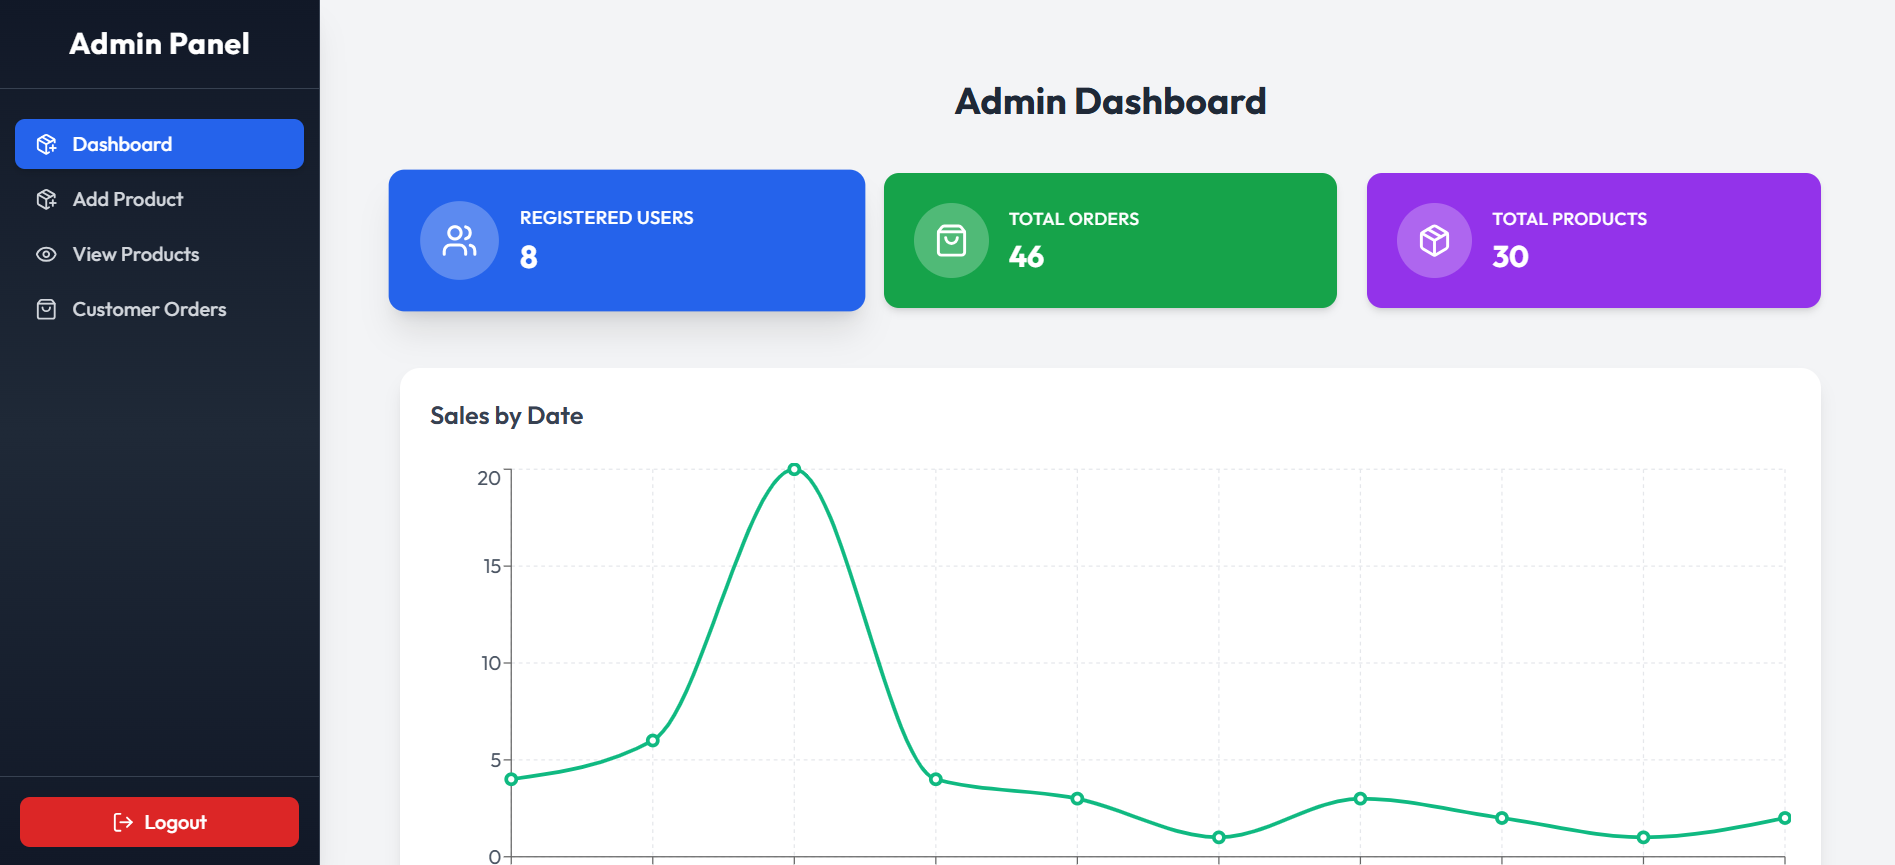 Admin Panel
Dashboard
Add Product
View Products
Customer Orders
Logout
Admin Dashboard
REGISTERED USERS
8
TOTAL ORDERS
46
TOTAL PRODUCTS
30
Sales by Date
20
15
10
5
0